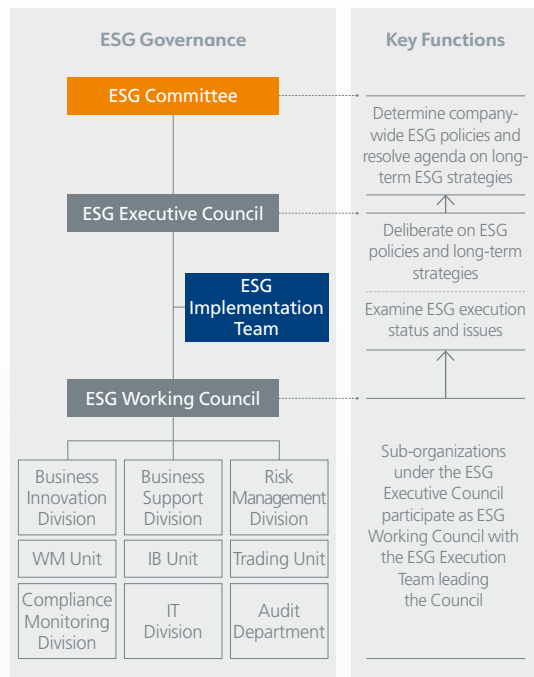 ESG Governance
ESG Committee
ESG Executive Council
ESG
Implementation
Team
ESG Working Council
Business
Innovation
Division
Business
Support
Division
Risk
Management
Division
WM Unit
IB Unit
Trading Unit
Compliance
Monitoring
Division
IT
Division
Audit
Department
Key Functions
Determine company-
wide ESG policies and
resolve agenda on long-
term ESG strategies
Deliberate on ESG
policies and long-term
strategies
Examine ESG execution
status and issues
Sub-organizations
under the ESG
Executive Council
participate as ESG
Working Council with
the ESG Execution
Team leading
the Council